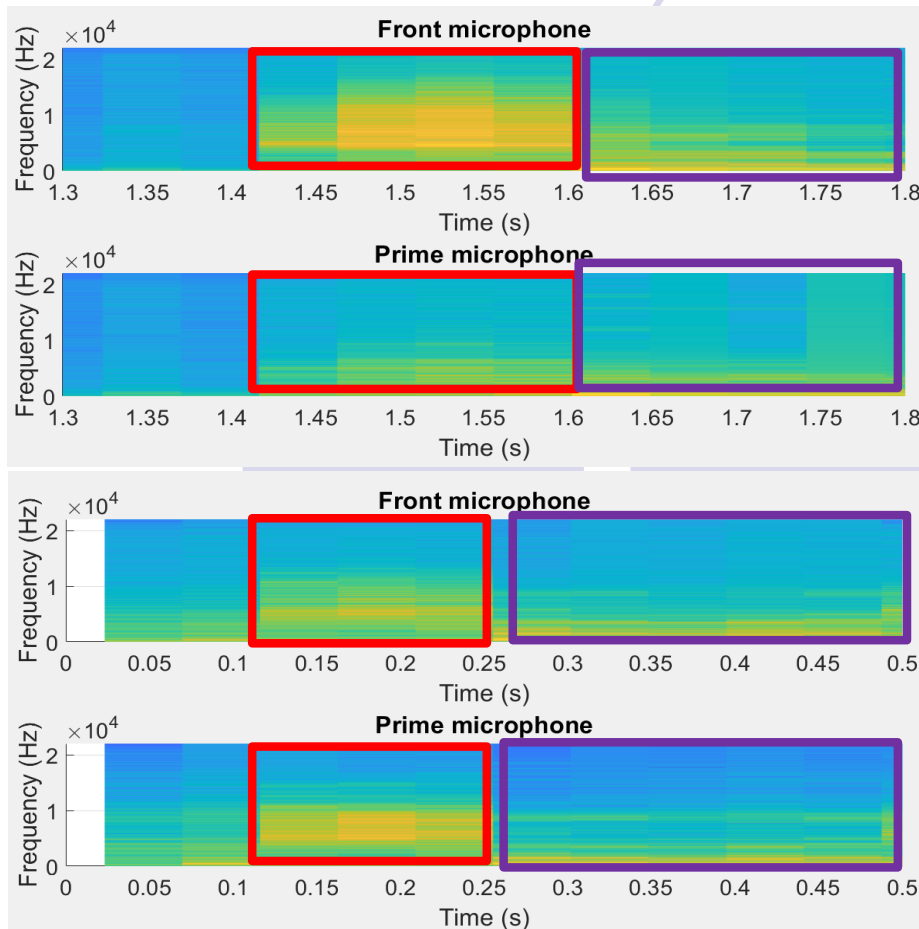 Front microphone
×10⁴
Frequency (Hz)
2
1
0
1.3 1.35 1.4 1.45 1.5 1.55 1.6 1.65 1.7 1.75 1.8
Time (s)
Prime microphone
×10⁴
Frequency (Hz)
2
1
0
1.3 1.35 1.4 1.45 1.5 1.55 1.6 1.65 1.7 1.75 1.8
Time (s)
Front microphone
×10⁴
Frequency (Hz)
2
1
0
0 0.05 0.1 0.15 0.2 0.25 0.3 0.35 0.4 0.45 0.5
Time (s)
Prime microphone
×10⁴
Frequency (Hz)
2
1
0
0 0.05 0.1 0.15 0.2 0.25 0.3 0.35 0.4 0.45 0.5
Time (s)